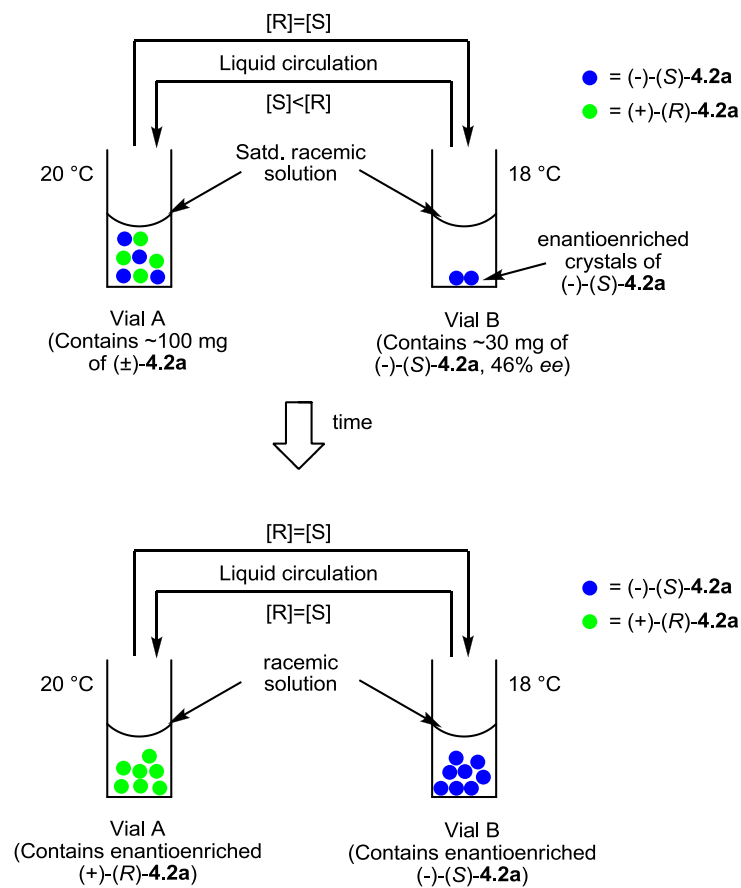 [R]=[S]
Liquid circulation
[S]<[R]
= (-)-(S)-4.2a
= (+)-(R)-4.2a
20 °C
Satd. racemic
solution
18 °C
enantioenriched
crystals of
(-)-(S)-4.2a
Vial A
(Contains ~100 mg
of (±)-4.2a
Vial B
(Contains ~30 mg of
(-)-(S)-4.2a, 46% ee)
time
[R]=[S]
Liquid circulation
[R]=[S]
= (-)-(S)-4.2a
= (+)-(R)-4.2a
20 °C
racemic
solution
18 °C
Vial A
(Contains enantioenriched
(+)-(R)-4.2a)
Vial B
(Contains enantioenriched
(-)-(S)-4.2a)